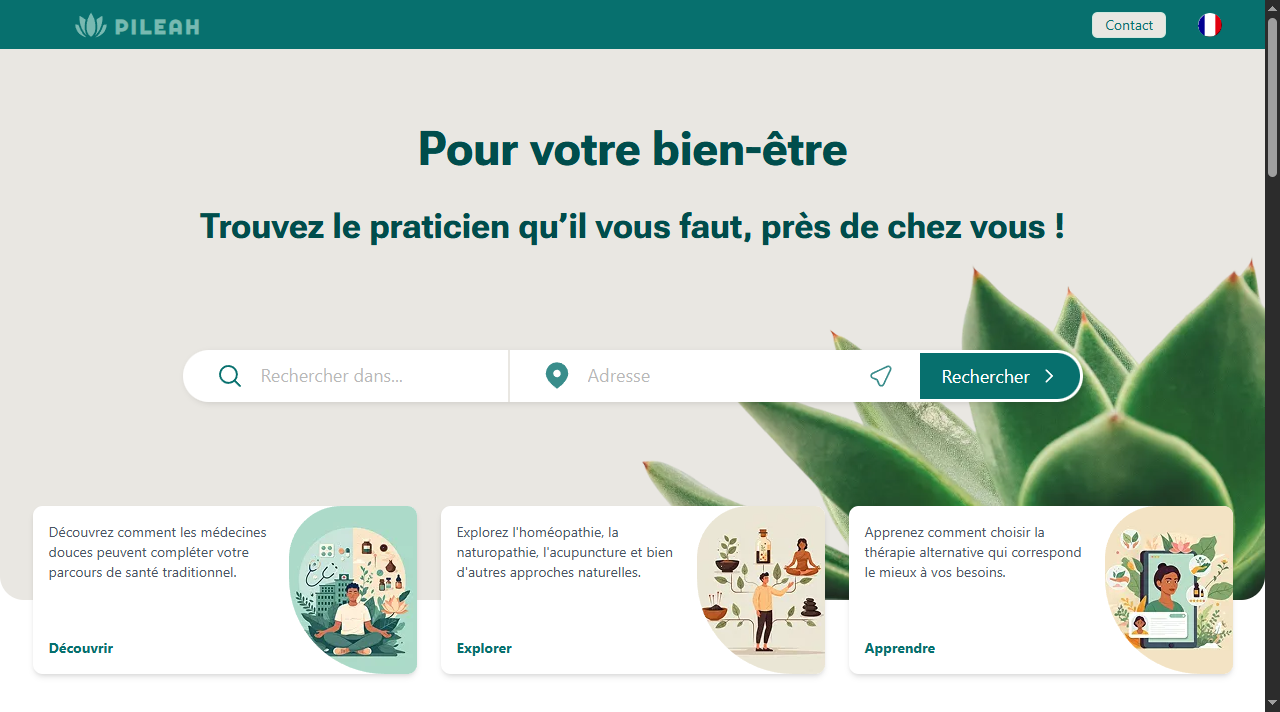 PILEAH
Contact
Pour votre bien-être
Trouvez le praticien qu’il vous faut, près de chez vous !
Rechercher dans...
Adresse
Rechercher
Découvrez comment les médecines
douces peuvent compléter votre
parcours de santé traditionnel.
Découvrir
Explorez l'homéopathie, la
naturopathie, l'acupuncture et bien
d'autres approches naturelles.
Explorer
Apprenez comment choisir la
thérapie alternative qui correspond
le mieux à vos besoins.
Apprendre